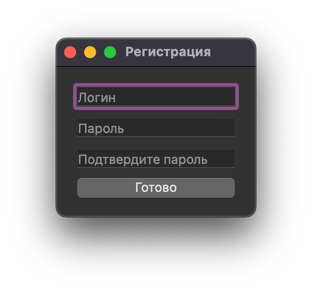 Регистрация
Логин
Пароль
Подтвердите пароль
Готово